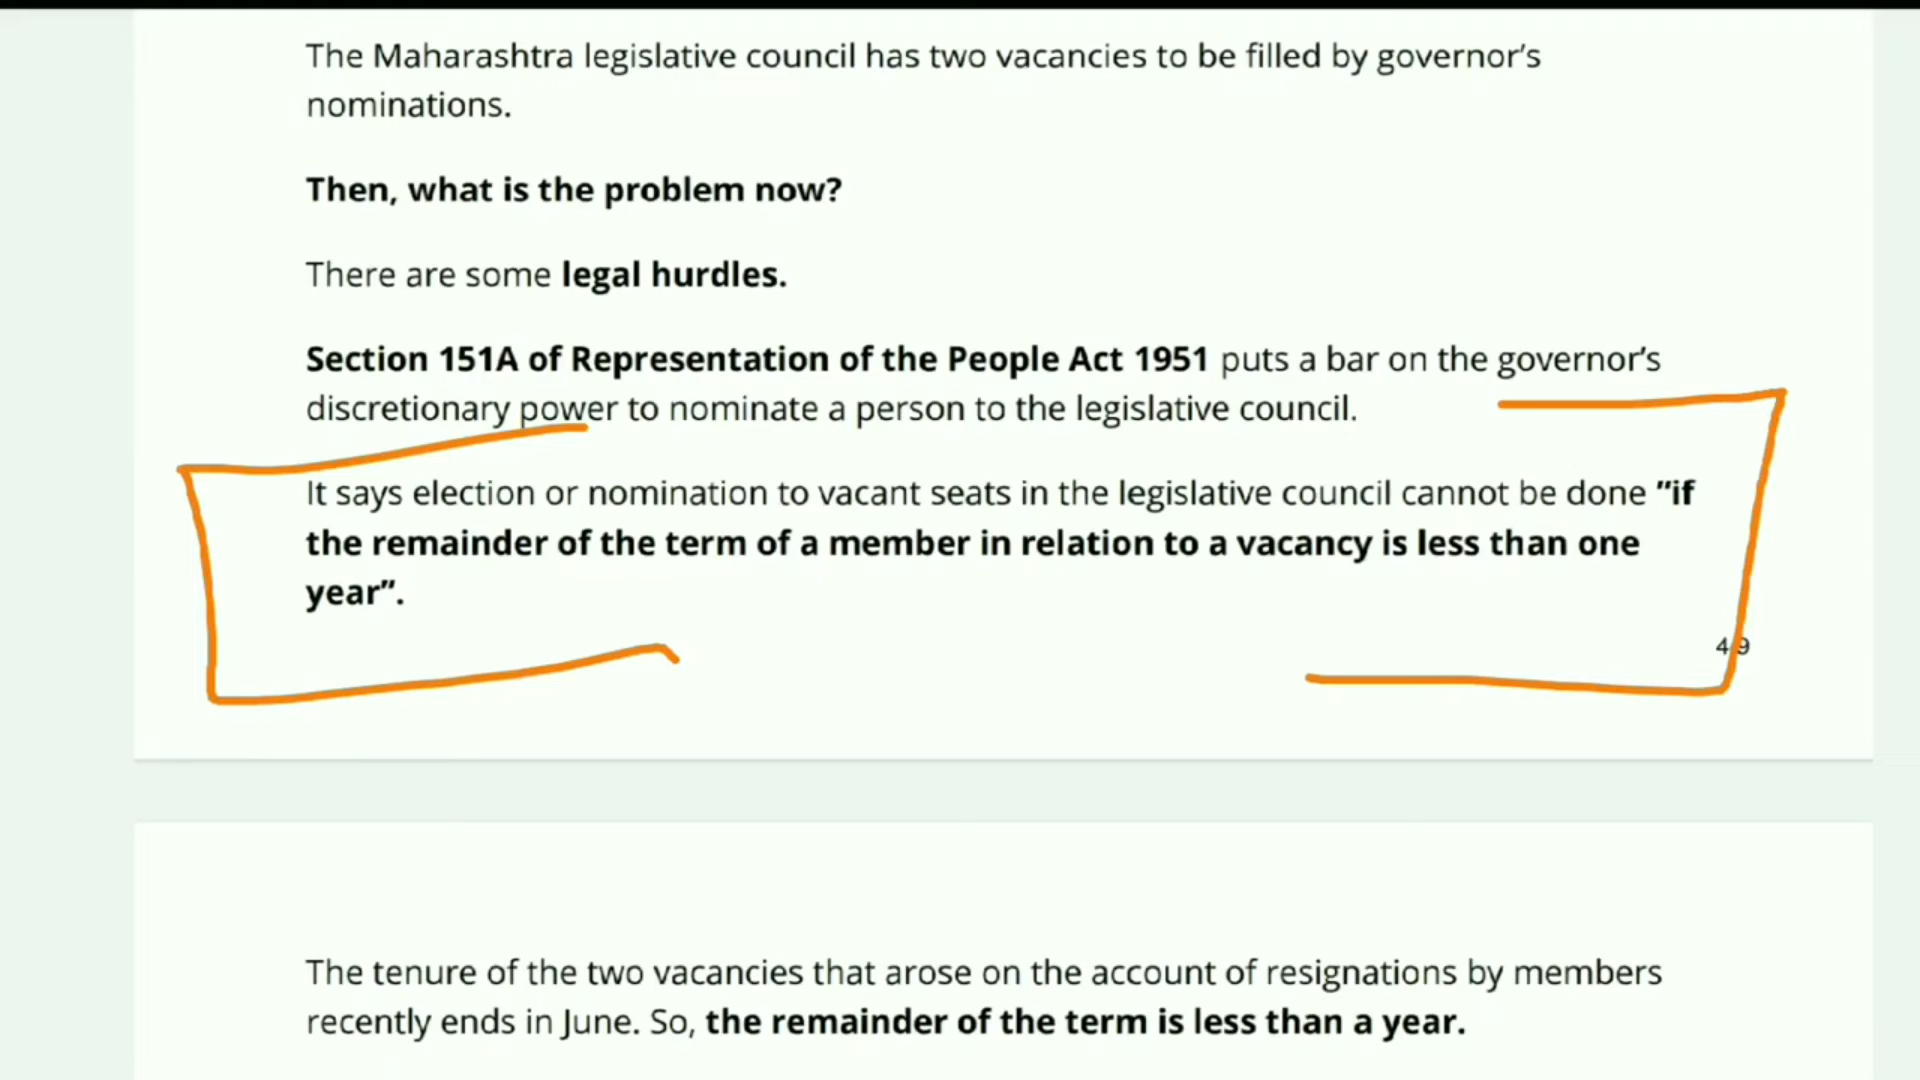 The Maharashtra legislative council has two vacancies to be filled by governor's
nominations.
Then, what is the problem now?
There are some legal hurdles.
Section 151A of Representation of the People Act 1951 puts a bar on the governor's
discretionary power to nominate a person to the legislative council.
It says election or nomination to vacant seats in the legislative council cannot be done "if
the remainder of the term of a member in relation to a vacancy is less than one
year".
4/9
The tenure of the two vacancies that arose on the account of resignations by members
recently ends in June. So, the remainder of the term is less than a year.